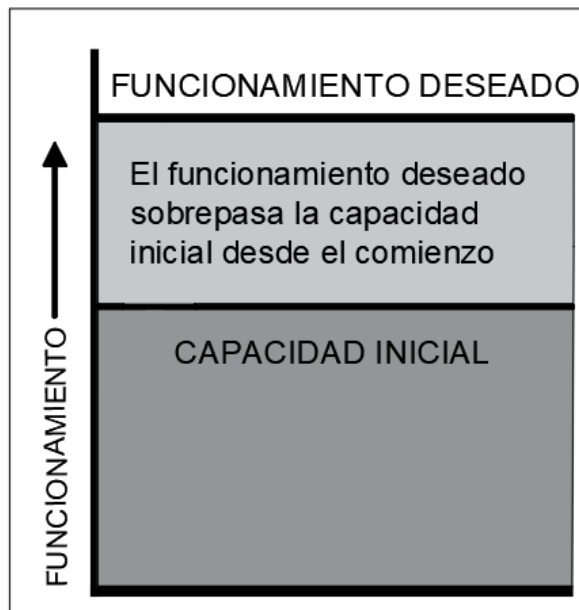 FUNCIONAMIENTO DESEADO
El funcionamiento deseado
sobrepasa la capacidad
inicial desde el comienzo
CAPACIDAD INICIAL
FUNCIONAMIENTO